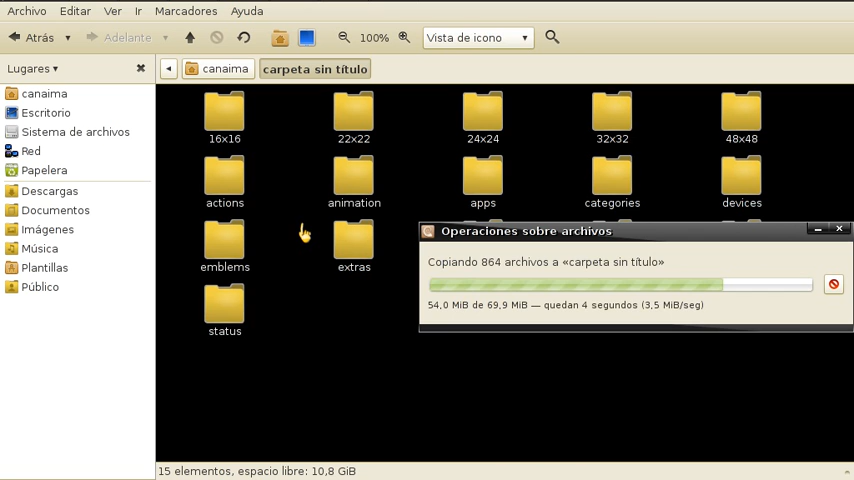 Archivo Editar Ver Ir Marcadores Ayuda
Atrás Adelante 100% Vista de icono
Lugares canaima carpeta sin título
canaima
Escritorio
Sistema de archivos
Red
Papelera
Descargas
Documentos
Imágenes
Música
Plantillas
Público
16x16 22x22 24x24 32x32 48x48
actions animation apps categories devices
emblems extras
status
Operaciones sobre archivos
Copiando 864 archivos a «carpeta sin título»
54,0 MiB de 69,9 MiB — quedan 4 segundos (3,5 MiB/seg)
15 elementos, espacio libre: 10,8 GiB